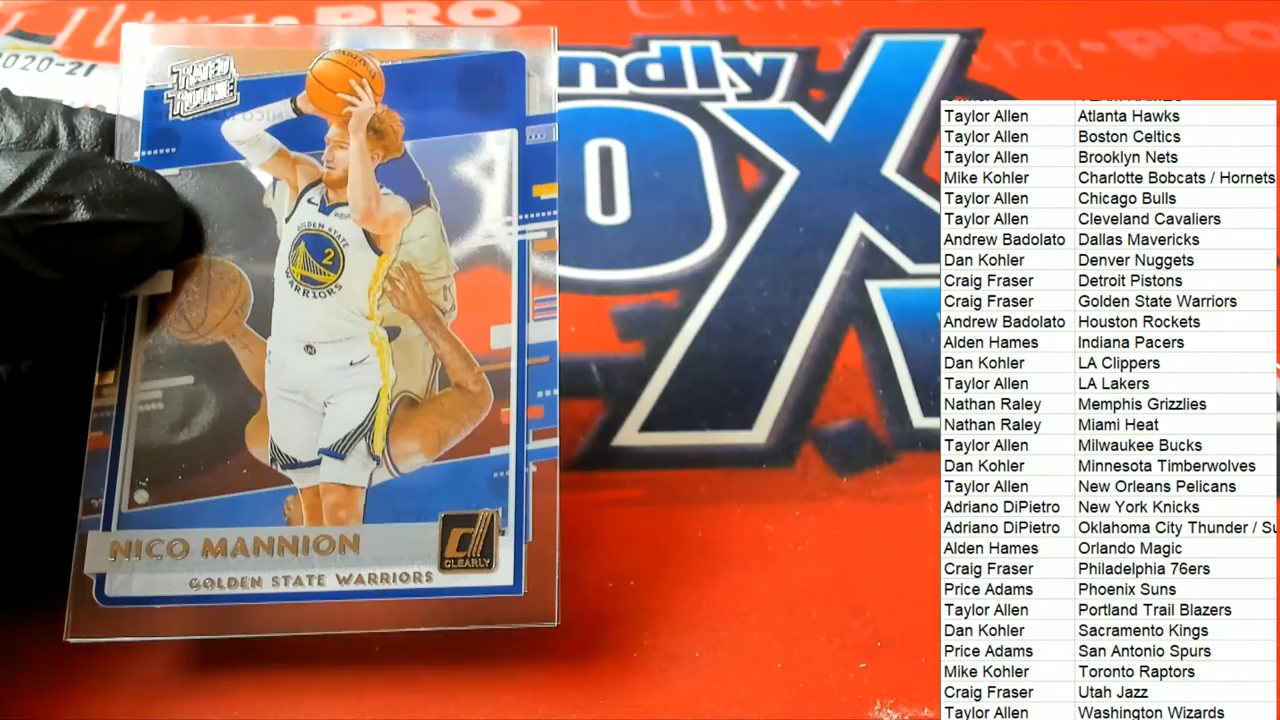 Ultra·PRO
Ultra·PRO
2020-21
ndly
OX
RATED
ROOKIE
GOLDEN STATE
2
WARRIORS
NICO MANNION
GOLDEN STATE WARRIORS
CLEARLY
Taylor Allen Atlanta Hawks
Taylor Allen Boston Celtics
Taylor Allen Brooklyn Nets
Mike Kohler Charlotte Bobcats / Hornets
Taylor Allen Chicago Bulls
Taylor Allen Cleveland Cavaliers
Andrew Badolato Dallas Mavericks
Dan Kohler Denver Nuggets
Craig Fraser Detroit Pistons
Craig Fraser Golden State Warriors
Andrew Badolato Houston Rockets
Alden Hames Indiana Pacers
Dan Kohler LA Clippers
Taylor Allen LA Lakers
Nathan Raley Memphis Grizzlies
Nathan Raley Miami Heat
Taylor Allen Milwaukee Bucks
Dan Kohler Minnesota Timberwolves
Taylor Allen New Orleans Pelicans
Adriano DiPietro New York Knicks
Adriano DiPietro Oklahoma City Thunder / Su
Alden Hames Orlando Magic
Craig Fraser Philadelphia 76ers
Price Adams Phoenix Suns
Taylor Allen Portland Trail Blazers
Dan Kohler Sacramento Kings
Price Adams San Antonio Spurs
Mike Kohler Toronto Raptors
Craig Fraser Utah Jazz
Taylor Allen Washington Wizards